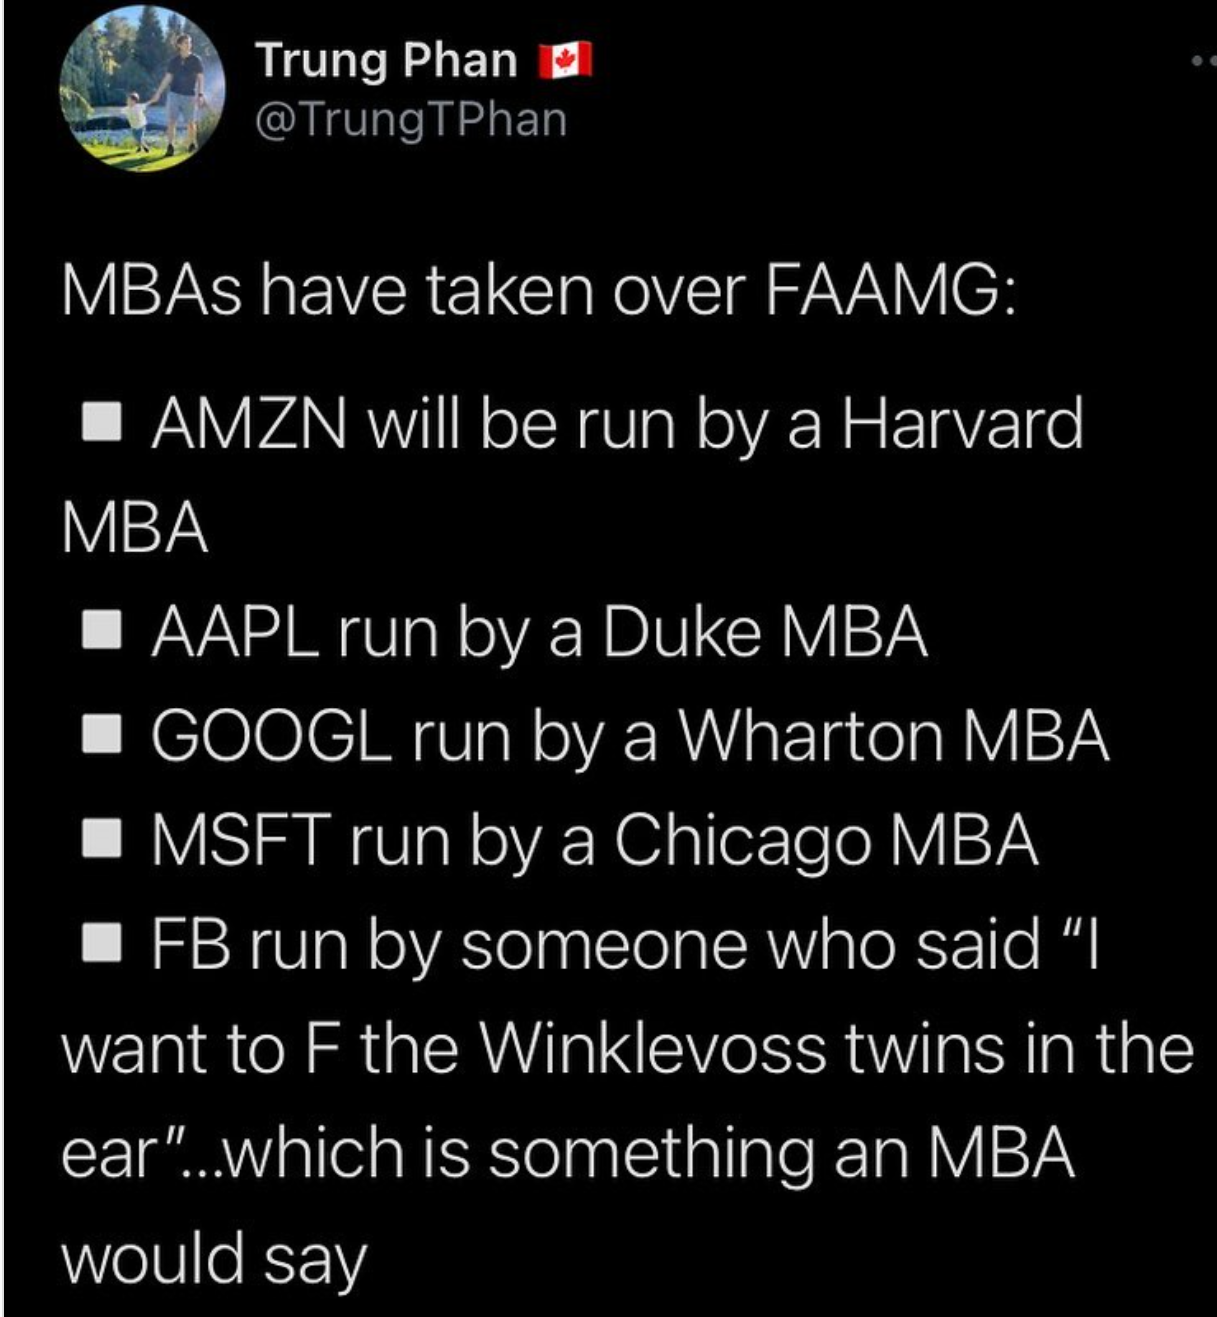 Trung Phan 🇨🇦
@TrungTPhan
MBAs have taken over FAAMG:
◽ AMZN will be run by a Harvard
MBA
◽ AAPL run by a Duke MBA
◽ GOOGL run by a Wharton MBA
◽ MSFT run by a Chicago MBA
◽ FB run by someone who said “I
want to F the Winklevoss twins in the
ear”...which is something an MBA
would say